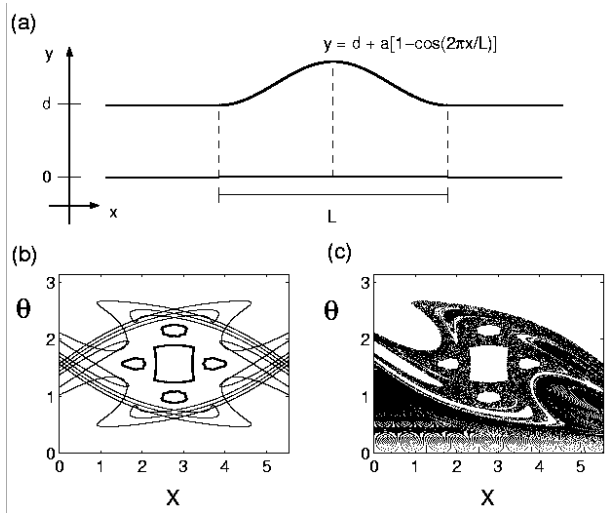 (a)
y
y = d + a[1-cos(2πx/L)]
d
0
x
L
(b)
(c)
θ
3
2
1
0
0 1 2 3 4 5
X
θ
3
2
1
0
0 1 2 3 4 5
X